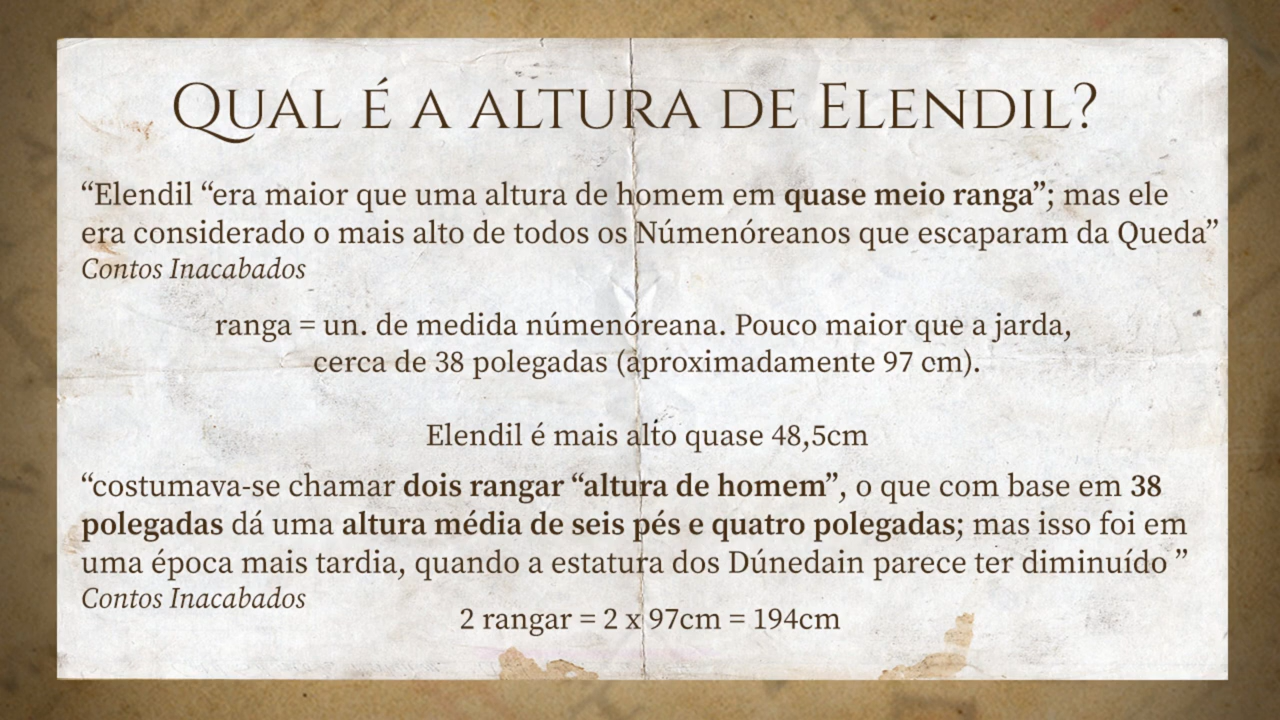 Qual é a altura de Elendil?
“Elendil “era maior que uma altura de homem em quase meio ranga”; mas ele
era considerado o mais alto de todos os Númenóreanos que escaparam da Queda”
Contos Inacabados
ranga = un. de medida númenóreana. Pouco maior que a jarda,
cerca de 38 polegadas (aproximadamente 97 cm).
Elendil é mais alto quase 48,5cm
“costumava-se chamar dois rangar “altura de homem”, o que com base em 38
polegadas dá uma altura média de seis pés e quatro polegadas; mas isso foi em
uma época mais tardia, quando a estatura dos Dúnedain parece ter diminuído ”
Contos Inacabados
2 rangar = 2 x 97cm = 194cm